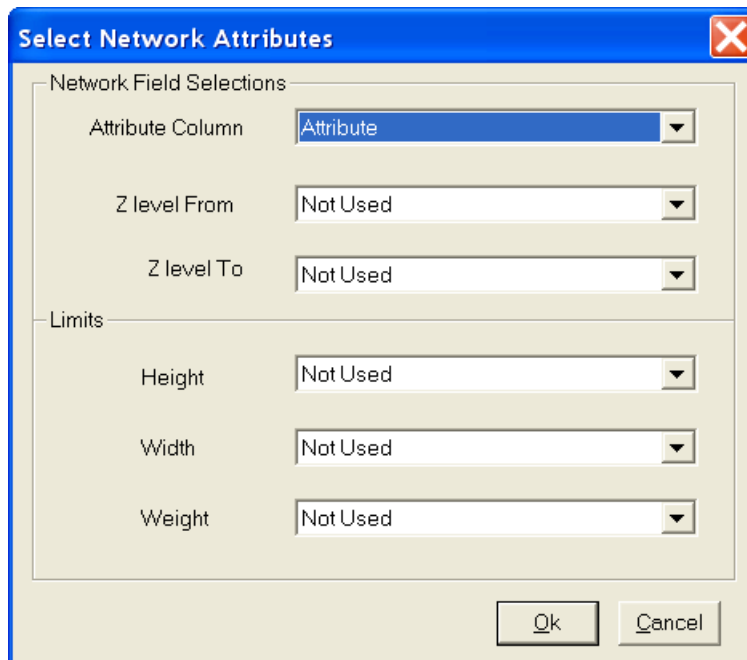 Select Network Attributes
Network Field Selections
Attribute Column Attribute
Z level From Not Used
Z level To Not Used
Limits
Height Not Used
Width Not Used
Weight Not Used
Ok Cancel